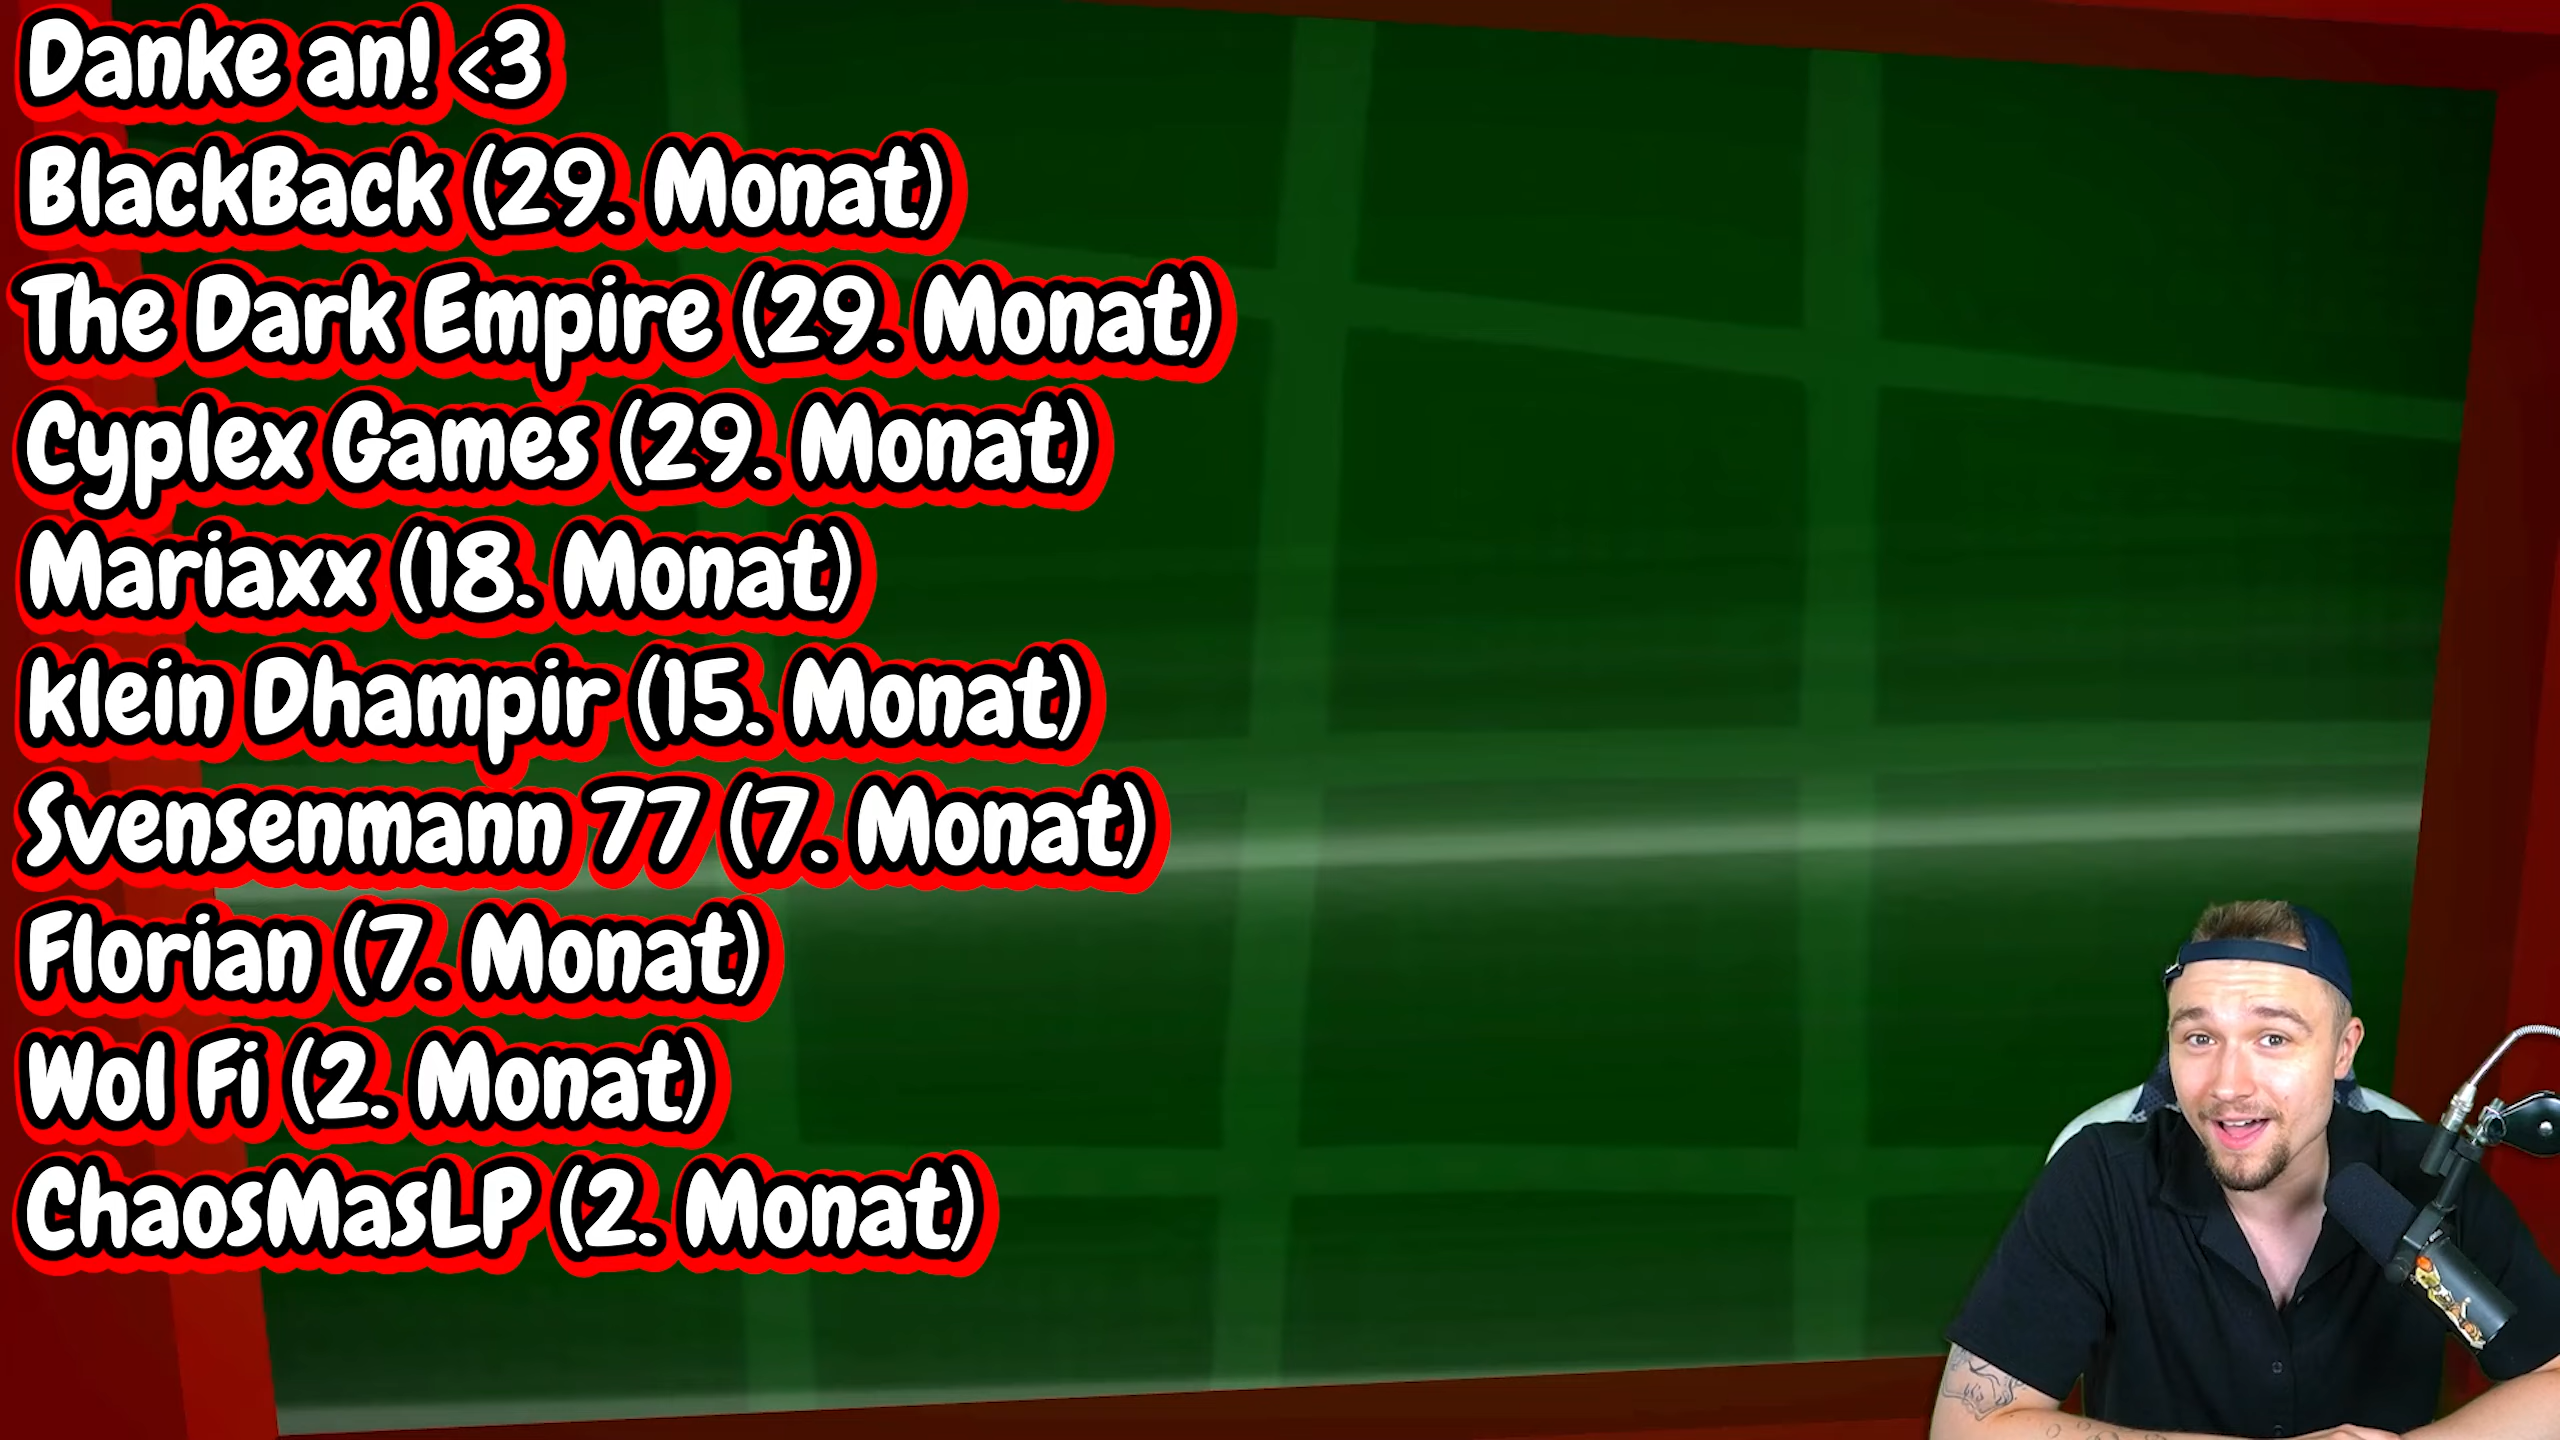 Danke an! <3
BlackBack (29. Monat)
The Dark Empire (29. Monat)
Cyplex Games (29. Monat)
Mariaxx (18. Monat)
klein Dhampir (15. Monat)
Svensenmann 77 (7. Monat)
Florian (7. Monat)
Wol Fi (2. Monat)
ChaosMasLP (2. Monat)